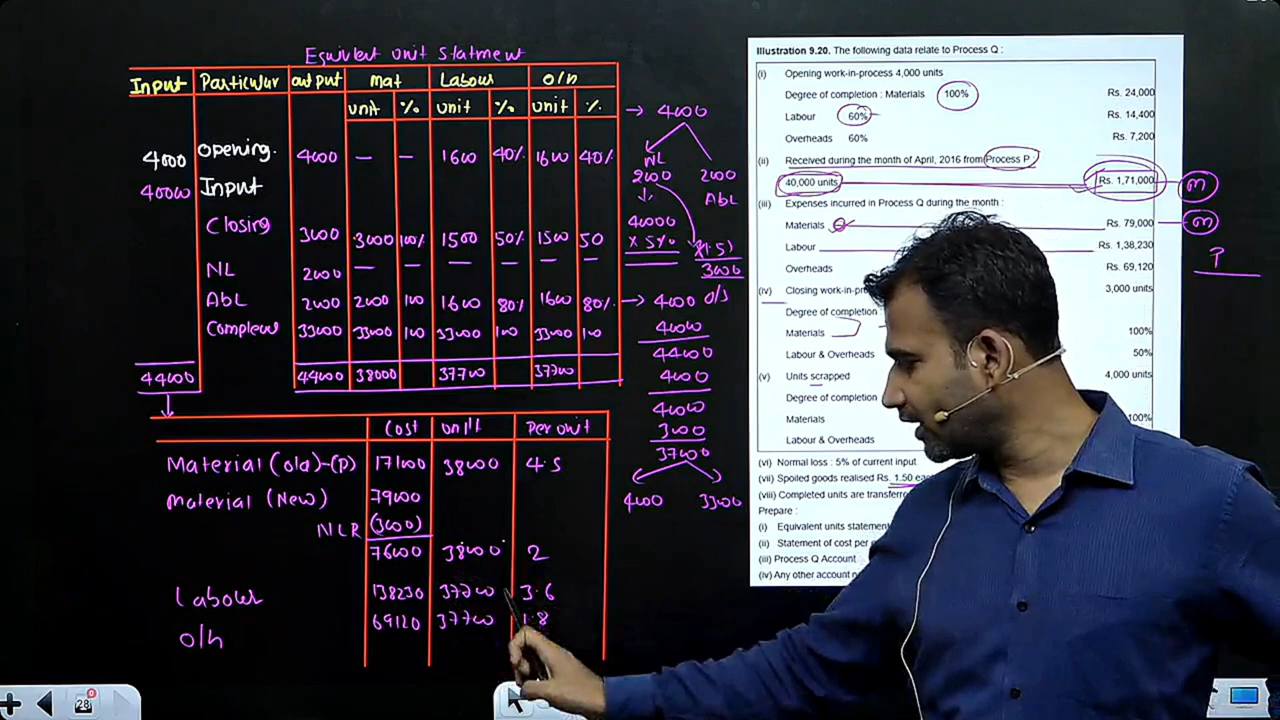 Equivlent Unit Statment
Input Particular output mat Labour O/h
unit % unit % unit %
4000 Opening. 4000 — — 1600 40% 1600 40%
40000 Input
Closing 3000 3000 100% 1500 50% 1500 50
NL 2000 — — — — — —
AbL 2000 2000 100 1600 80% 1600 80%
33000 33000 100 33000 100 33000 100
44000 44000 38000 37700 37700
→ 4000
NL
2000 2000
AbL
40000
x 5%
3000
→ 4000 O/S
40000
44000
4000
40000
3000
37000
4000 33000
Cost unit Per unit
Material (old)-(P) 171000 38000 4.5
Material (New) 79000
NLR (3000)
76000 38000 2
Labour 138230 37700 3.6
O/h 69120 37700 1.8
Illustration 9.20. The following data relate to Process Q :
(i) Opening work-in-process 4,000 units
Degree of completion : Materials 100% Rs. 24,000
Labour 60% Rs. 14,400
Overheads 60% Rs. 7,200
(ii) Received during the month of April, 2016 from Process P :
40,000 units Rs. 1,71,000 m
(iii) Expenses incurred in Process Q during the month :
Materials Rs. 79,000 m
Labour Rs. 1,38,230 ?
Overheads Rs. 69,120
(iv) Closing 3,000 units
Degree of completion
Materials 100%
Labour & Overheads 50%
(v) Units scrapped 4,000 units
Degree of completion
Materials 100%
Labour & Overheads
(vi) Normal loss : 5% of current input
(vii) Spoiled goods realised Rs. 1.50
(viii) Completed units are
Prepare :
(i) Equivalent units
(ii) Statement of cost per
(iii) Process Q Account
(iv) Any other account
28
0